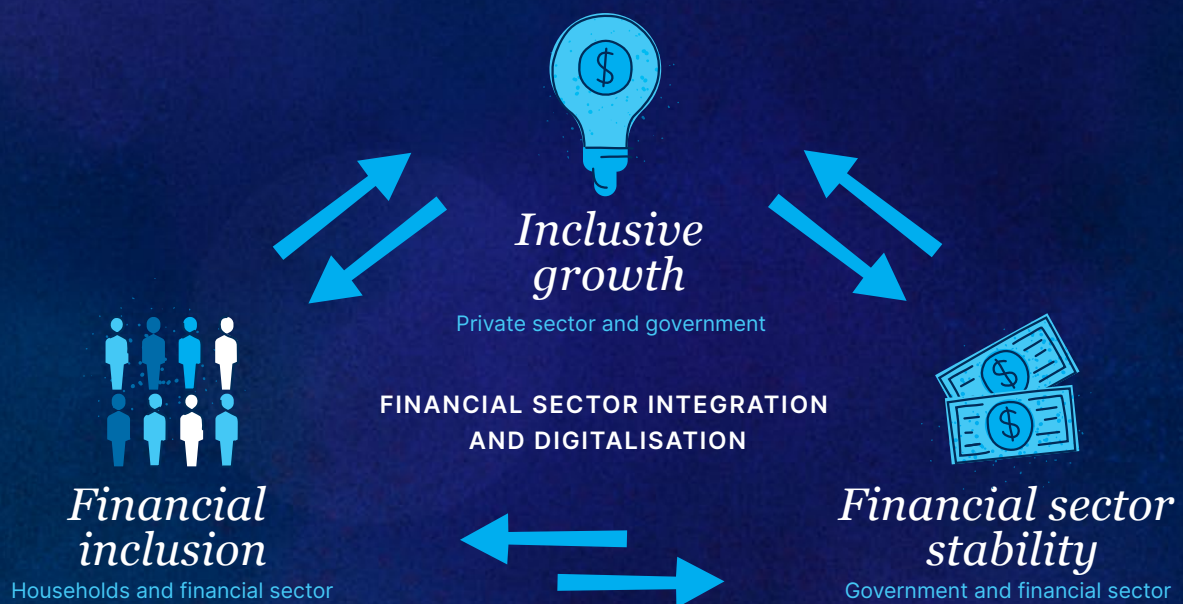 $
Inclusive
growth
Private sector and government
FINANCIAL SECTOR INTEGRATION
AND DIGITALISATION
$
$
Financial
inclusion
Households and financial sector
Financial sector
stability
Government and financial sector